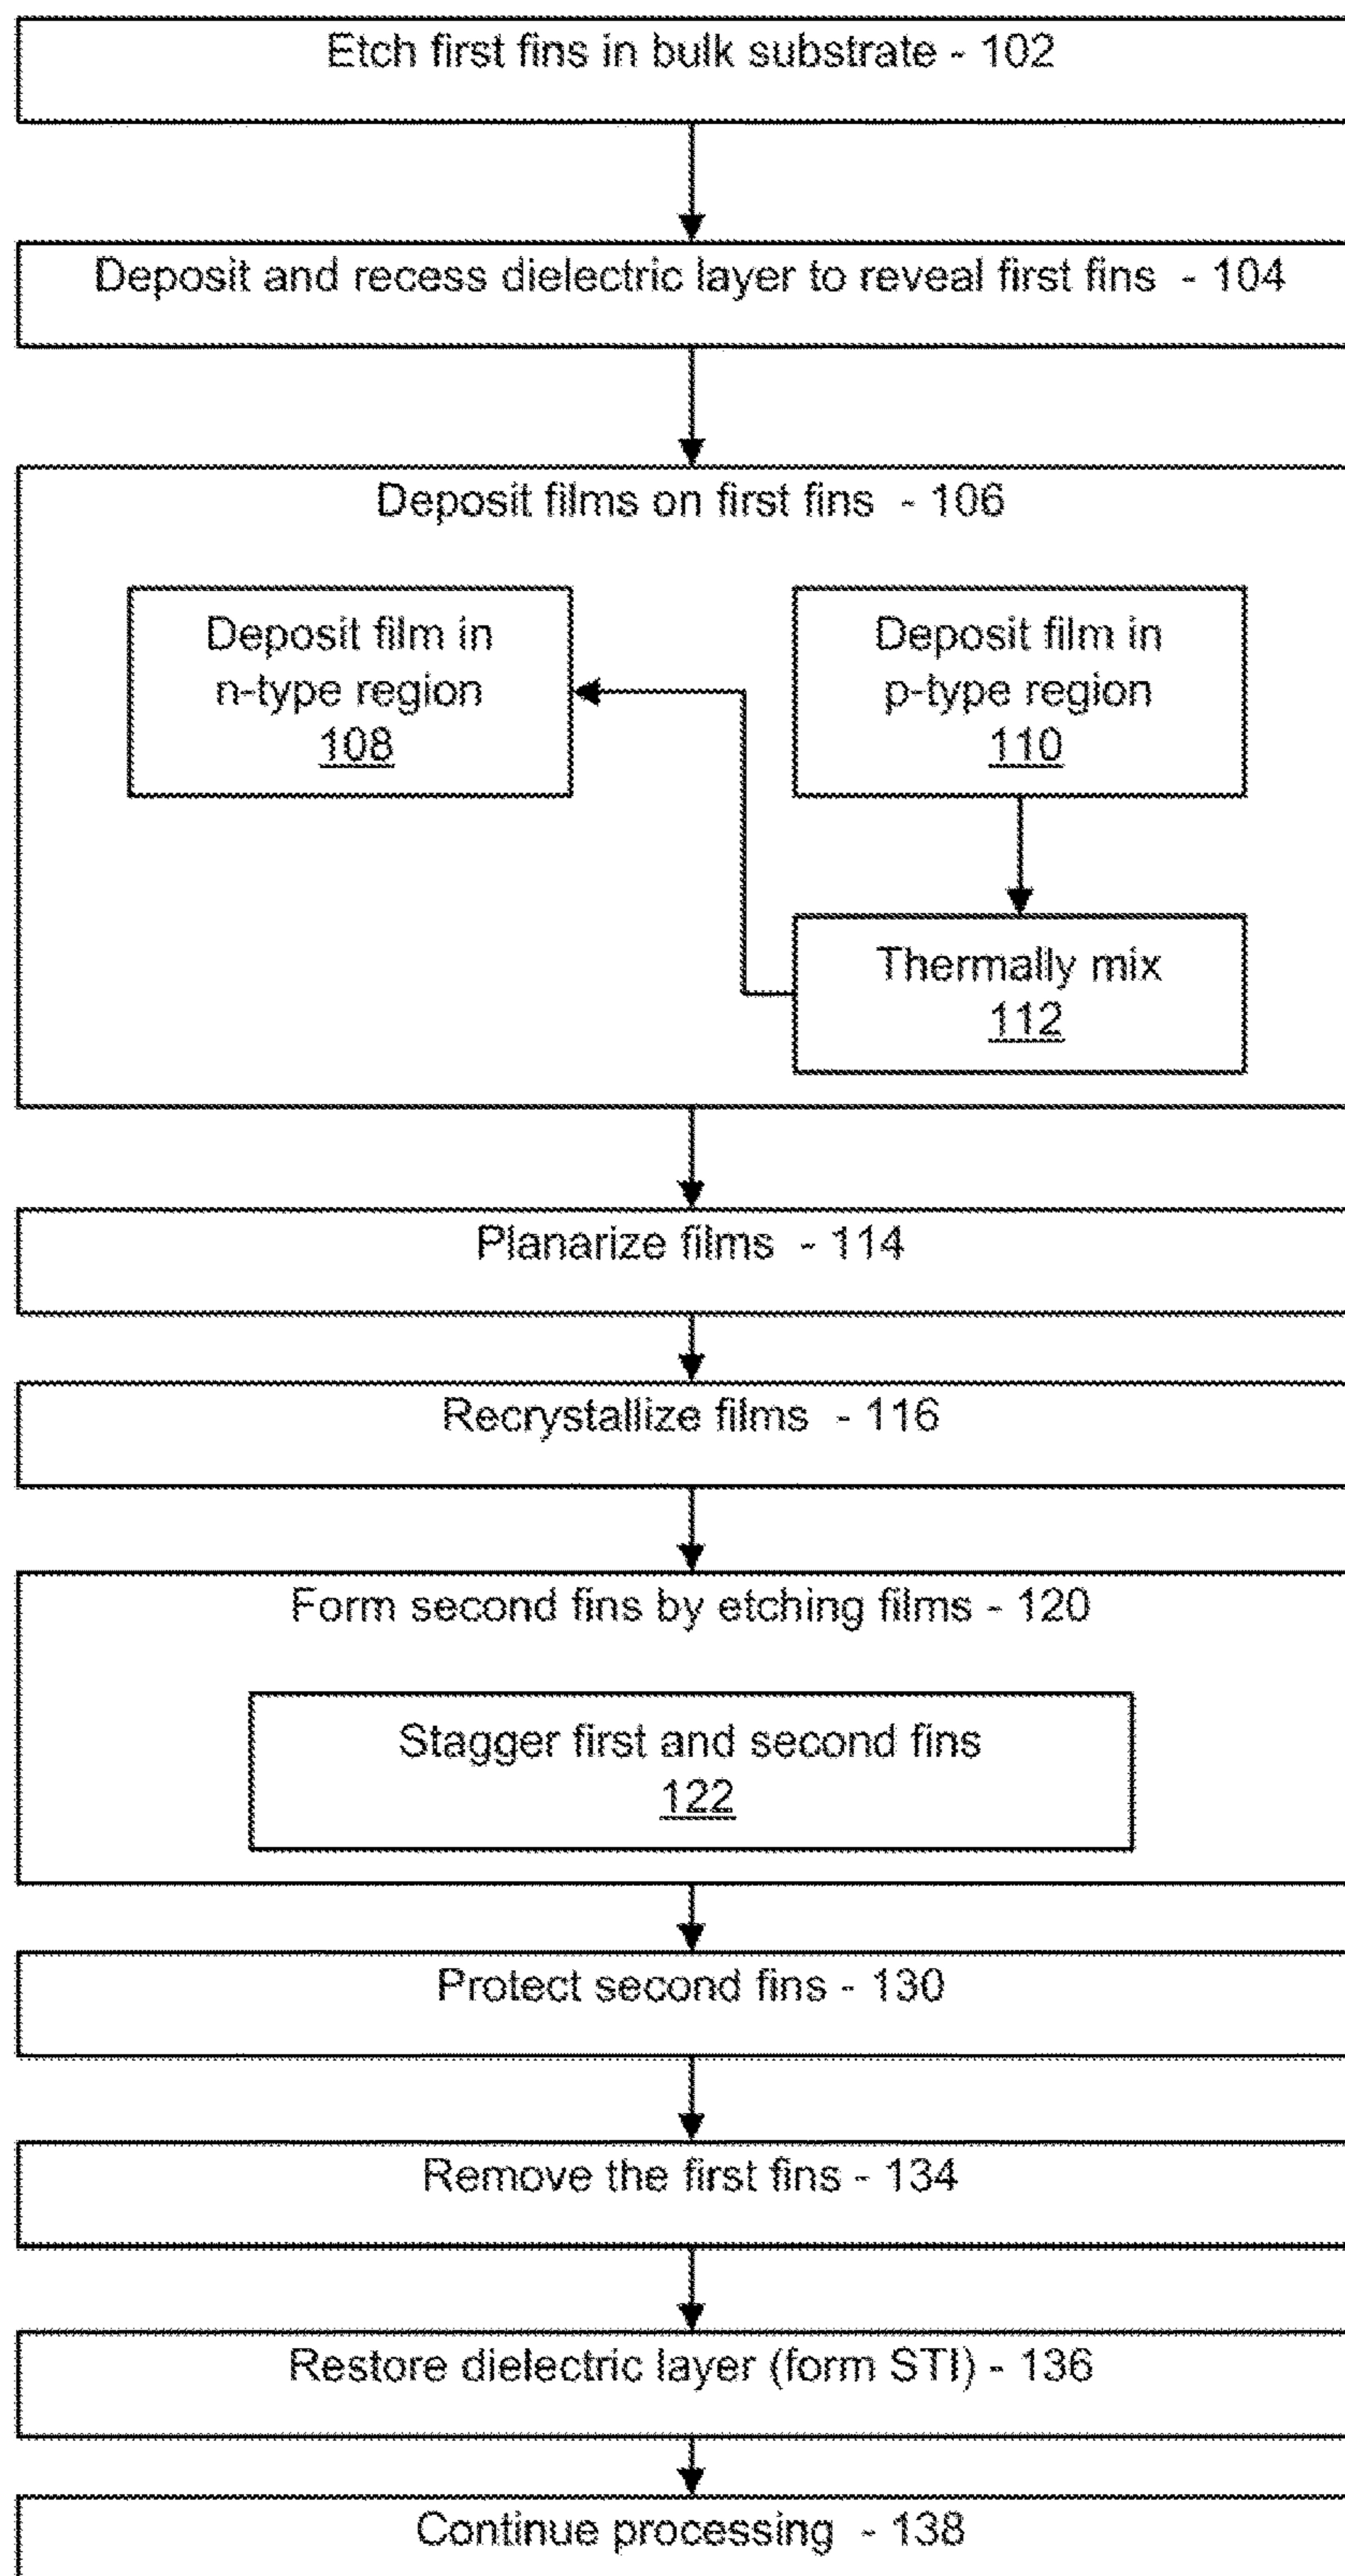 Etch first fins in bulk substrate - 102
Deposit and recess dielectric layer to reveal first fins - 104
Deposit films on first fins - 106
Deposit film in
n-type region
108
Deposit film in
p-type region
110
Thermally mix
112
Planarize films - 114
Recrystallize films - 116
Form second fins by etching films - 120
Stagger first and second fins
122
Protect second fins - 130
Remove the first fins - 134
Restore dielectric layer (form STI) - 136
Continue processing - 138